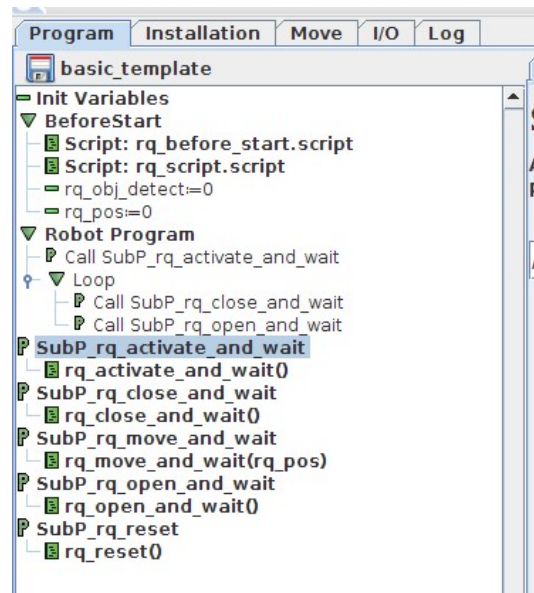 Program Installation Move I/O Log
basic_template
Init Variables
BeforeStart
Script: rq_before_start.script
Script: rq_script.script
rq_obj_detect:=0
rq_pos:=0
Robot Program
Call SubP_rq_activate_and_wait
Loop
Call SubP_rq_close_and_wait
Call SubP_rq_open_and_wait
SubP_rq_activate_and_wait
rq_activate_and_wait()
SubP_rq_close_and_wait
rq_close_and_wait()
SubP_rq_move_and_wait
rq_move_and_wait(rq_pos)
SubP_rq_open_and_wait
rq_open_and_wait()
SubP_rq_reset
rq_reset()